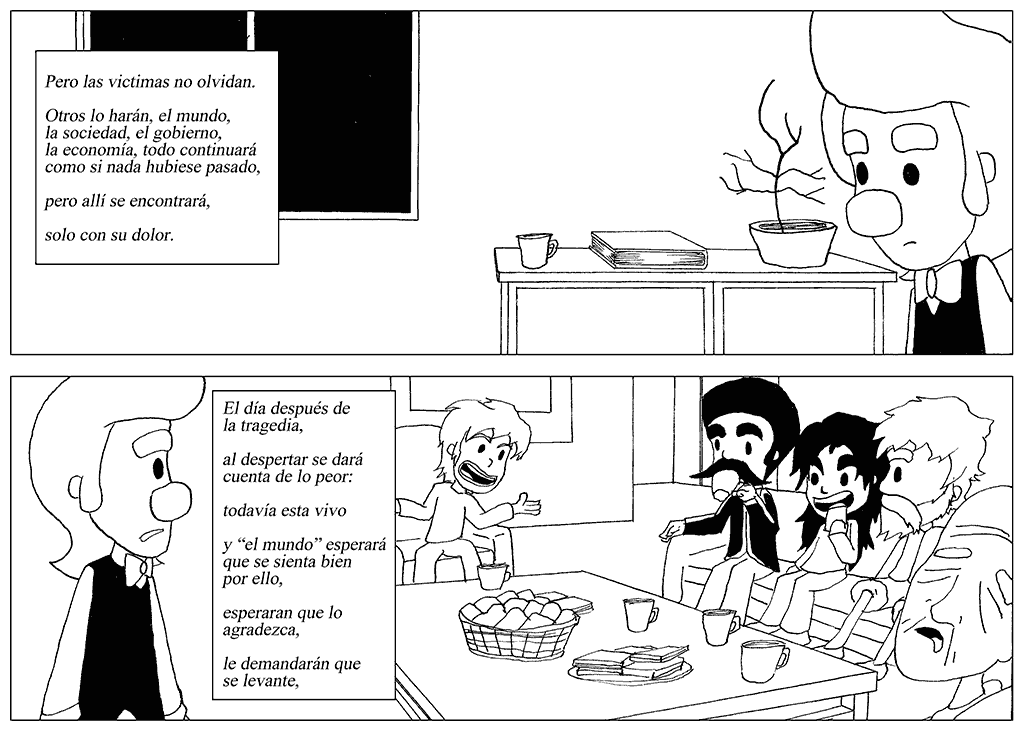 Pero las victimas no olvidan.
Otros lo harán, el mundo,
la sociedad, el gobierno,
la economía, todo continuará
como si nada hubiese pasado,
pero allí se encontrará,
solo con su dolor.
El día después de
la tragedia,
al despertar se dará
cuenta de lo peor:
todavía esta vivo
y “el mundo” esperará
que se sienta bien
por ello,
esperaran que lo
agradezca,
le demandarán que
se levante,